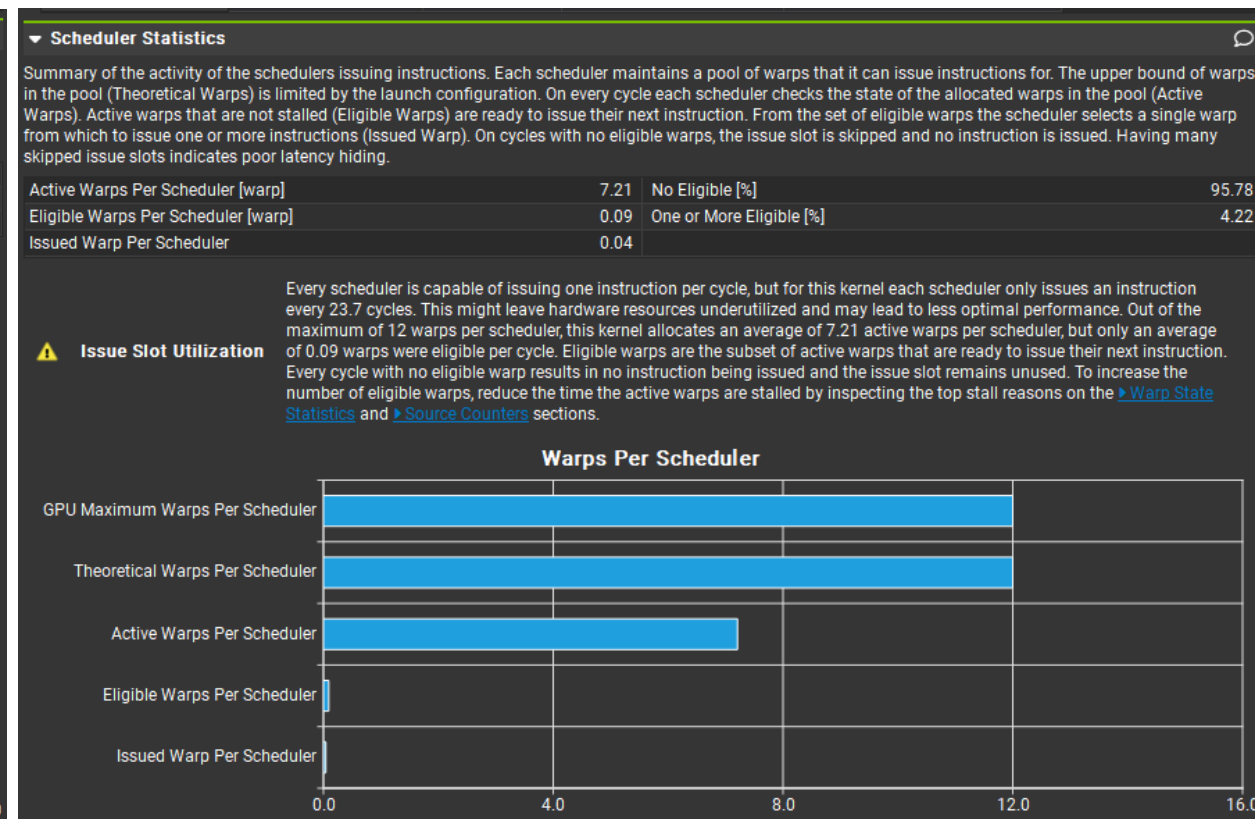 Scheduler Statistics
Summary of the activity of the schedulers issuing instructions. Each scheduler maintains a pool of warps that it can issue instructions for. The upper bound of warps
in the pool (Theoretical Warps) is limited by the launch configuration. On every cycle each scheduler checks the state of the allocated warps in the pool (Active
Warps). Active warps that are not stalled (Eligible Warps) are ready to issue their next instruction. From the set of eligible warps the scheduler selects a single warp
from which to issue one or more instructions (Issued Warp). On cycles with no eligible warps, the issue slot is skipped and no instruction is issued. Having many
skipped issue slots indicates poor latency hiding.
Active Warps Per Scheduler [warp] 7.21 No Eligible [%] 95.78
Eligible Warps Per Scheduler [warp] 0.09 One or More Eligible [%] 4.22
Issued Warp Per Scheduler 0.04
Every scheduler is capable of issuing one instruction per cycle, but for this kernel each scheduler only issues an instruction
every 23.7 cycles. This might leave hardware resources underutilized and may lead to less optimal performance. Out of the
maximum of 12 warps per scheduler, this kernel allocates an average of 7.21 active warps per scheduler, but only an average
Issue Slot Utilization of 0.09 warps were eligible per cycle. Eligible warps are the subset of active warps that are ready to issue their next instruction.
Every cycle with no eligible warp results in no instruction being issued and the issue slot remains unused. To increase the
number of eligible warps, reduce the time the active warps are stalled by inspecting the top stall reasons on the Warp State
Statistics and Source Counters sections.
Warps Per Scheduler
GPU Maximum Warps Per Scheduler
Theoretical Warps Per Scheduler
Active Warps Per Scheduler
Eligible Warps Per Scheduler
Issued Warp Per Scheduler
0.0 4.0 8.0 12.0 16.0